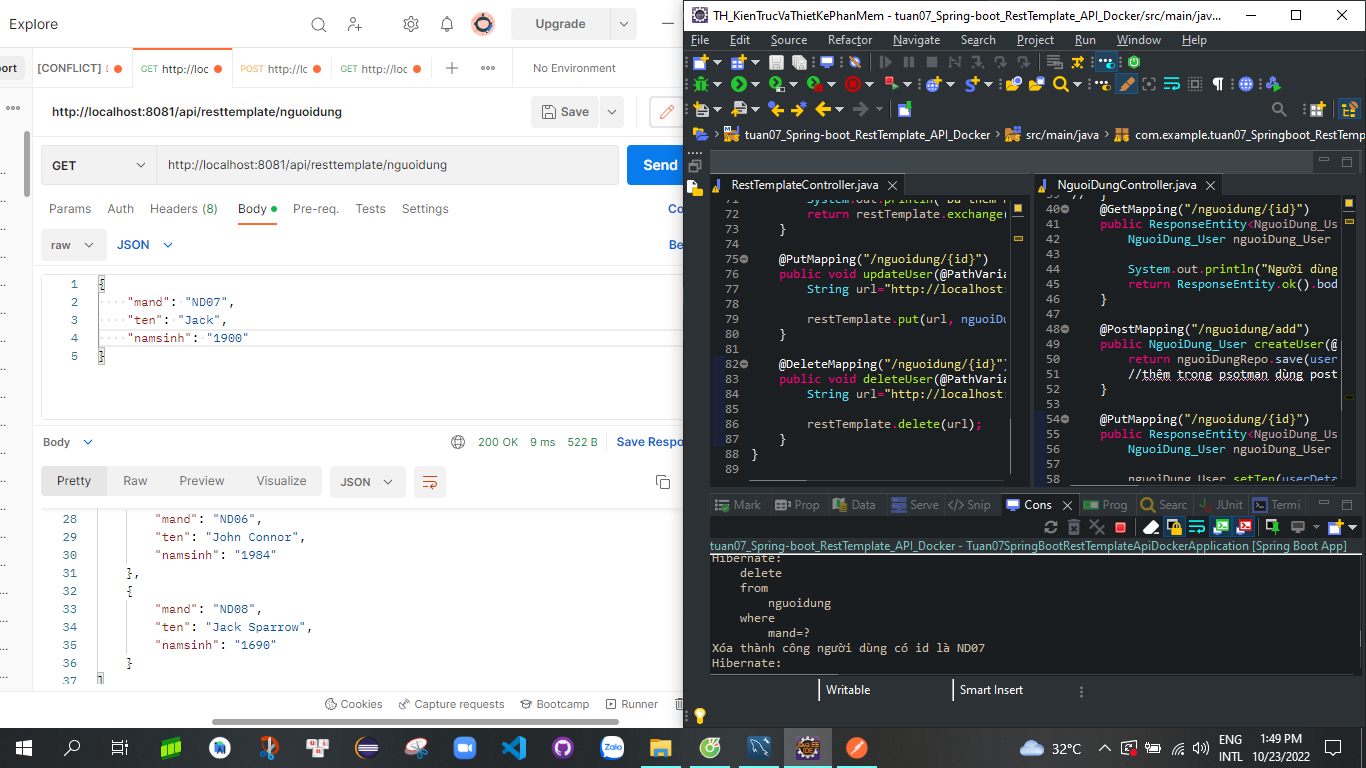 Explore
Upgrade
port
[CONFLICT] D
GET http://loc
POST http://lc
GET http://loc
No Environment
http://localhost:8081/api/resttemplate/nguoidung
Save
GET
http://localhost:8081/api/resttemplate/nguoidung
Send
Params Auth Headers (8) Body Pre-req. Tests Settings Co
raw JSON Be
1 {
2 "mand": "ND07",
3 "ten": "Jack",
4 "namsinh": "1900"
5 }
Body 200 OK 9 ms 522 B Save Respo
Pretty Raw Preview Visualize JSON
28 "mand": "ND06",
29 "ten": "John Connor",
30 "namsinh": "1984"
31 },
32 {
33 "mand": "ND08",
34 "ten": "Jack Sparrow",
35 "namsinh": "1690"
36 }
37 ]
Cookies Capture requests Bootcamp Runner
TH_KienTrucVaThietKePhanMem - tuan07_Spring-boot_RestTemplate_API_Docker/src/main/jav...
File Edit Source Refactor Navigate Search Project Run Window Help
tuan07_Spring-boot_RestTemplate_API_Docker src/main/java com.example.tuan07_Springboot_RestTemp
RestTemplateController.java
71 System.out.println("Đã thêm n
72 return restTemplate.exchange(
73 }
74
75 @PutMapping("/nguoidung/{id}")
76 public void updateUser(@PathVaria
77 String url="http://localhost:
78
79 restTemplate.put(url, nguoiDu
80 }
81
82 @DeleteMapping("/nguoidung/{id}")
83 public void deleteUser(@PathVaria
84 String url="http://localhost:
85
86 restTemplate.delete(url);
87 }
88 }
89
NguoiDungController.java
39 // }
40 @GetMapping("/nguoidung/{id}")
41 public ResponseEntity<NguoiDung_Us
42 NguoiDung_User nguoiDung_User
43
44 System.out.println("Người dùng
45 return ResponseEntity.ok().bod
46 }
47
48 @PostMapping("/nguoidung/add")
49 public NguoiDung_User createUser(@
50 return nguoiDungRepo.save(user
51 //thêm trong psotman dùng post
52 }
53
54 @PutMapping("/nguoidung/{id}")
55 public ResponseEntity<NguoiDung_Us
56 NguoiDung_User nguoiDung_User
57
58 nguoiDung_User.setTen(userDeta
Mark Prop Data Serve Snip Cons Prog Searc JUnit Termi
tuan07_Spring-boot_RestTemplate_API_Docker - Tuan07SpringBootRestTemplateApiDockerApplication [Spring Boot App]
Hibernate:
delete
from
nguoidung
where
mand=?
Xóa thành công người dùng có id là ND07
Hibernate:
Writable Smart Insert
Zalo
32°C
ENG
INTL
1:49 PM
10/23/2022